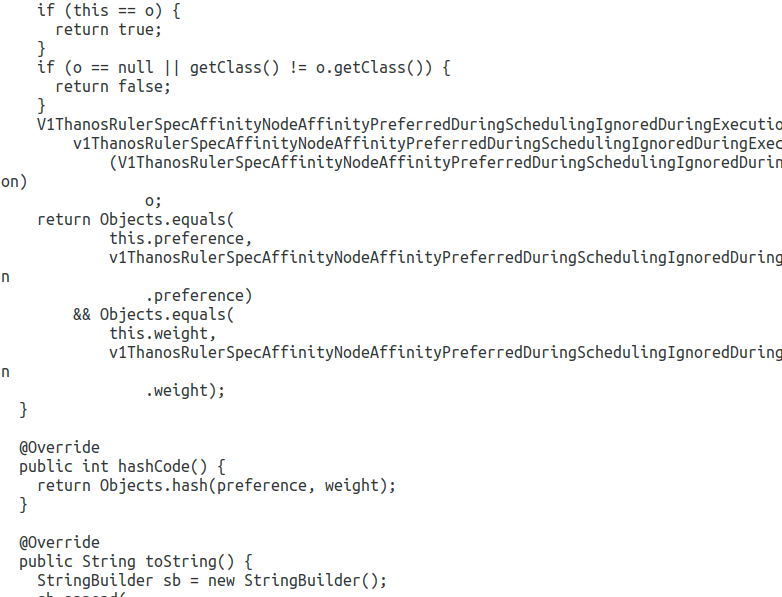 if (this == o) {
return true;
}
if (o == null || getClass() != o.getClass()) {
return false;
}
V1ThanosRulerSpecAffinityNodeAffinityPreferredDuringSchedulingIgnoredDuringExecutio
v1ThanosRulerSpecAffinityNodeAffinityPreferredDuringSchedulingIgnoredDuringExec
(V1ThanosRulerSpecAffinityNodeAffinityPreferredDuringSchedulingIgnoredDurin
on)
o;
return Objects.equals(
this.preference,
v1ThanosRulerSpecAffinityNodeAffinityPreferredDuringSchedulingIgnoredDuring
n
.preference)
&& Objects.equals(
this.weight,
v1ThanosRulerSpecAffinityNodeAffinityPreferredDuringSchedulingIgnoredDuring
n
.weight);
}
@Override
public int hashCode() {
return Objects.hash(preference, weight);
}
@Override
public String toString() {
StringBuilder sb = new StringBuilder();
sb.append(